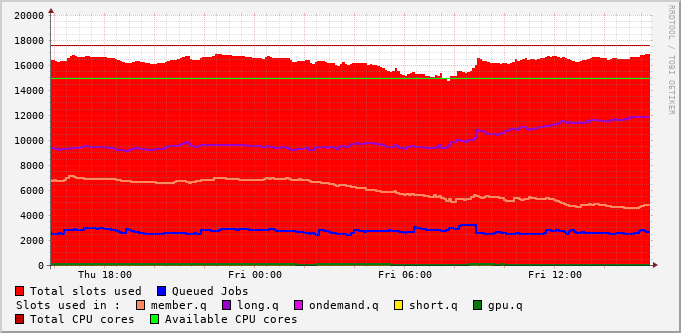 20000
18000
16000
14000
12000
10000
8000
6000
4000
2000
0
Thu 18:00 Fri 00:00 Fri 06:00 Fri 12:00
Total slots used Queued Jobs
Slots used in : member.q long.q ondemand.q short.q gpu.q
Total CPU cores Available CPU cores
RRDTOOL / TOBI OETIKER